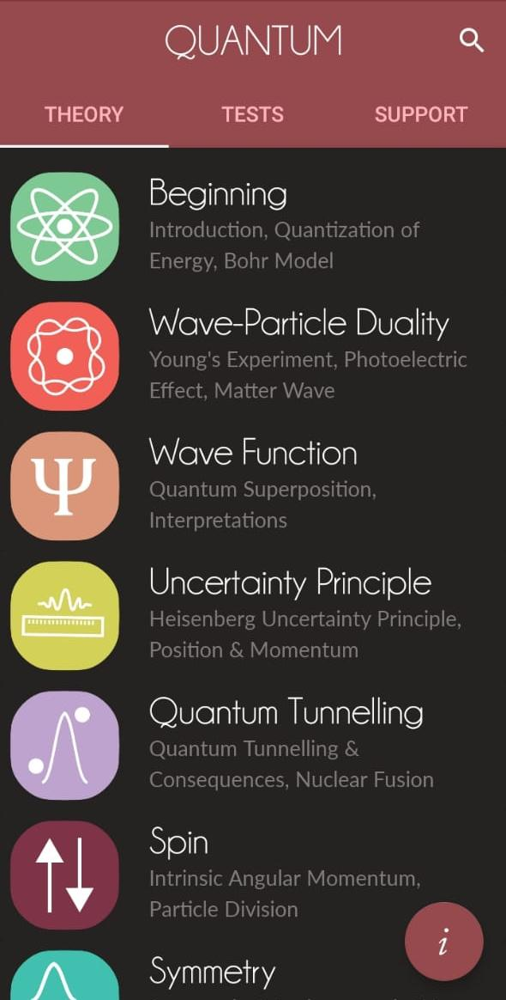 QUANTUM
THEORY TESTS SUPPORT
Beginning
Introduction, Quantization of
Energy, Bohr Model
Wave-Particle Duality
Young's Experiment, Photoelectric
Effect, Matter Wave
Ψ
Wave Function
Quantum Superposition,
Interpretations
Uncertainty Principle
Heisenberg Uncertainty Principle,
Position & Momentum
Quantum Tunnelling
Quantum Tunnelling &
Consequences, Nuclear Fusion
Spin
Intrinsic Angular Momentum,
Particle Division
i
Symmetry